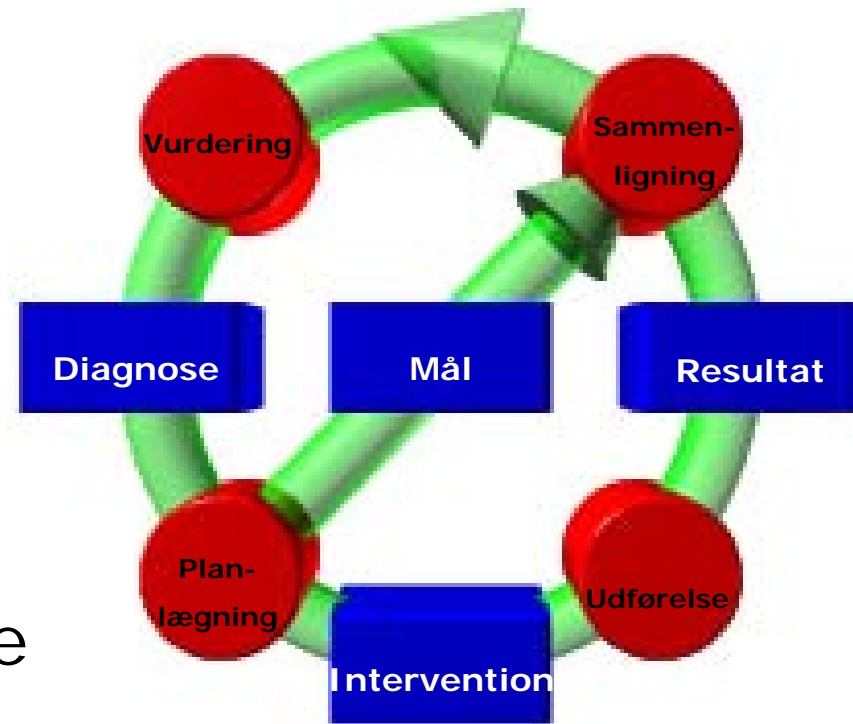 Vurdering
Sammen-
ligning
Diagnose
Mål
Resultat
Plan-
lægning
Udførelse
Intervention
e